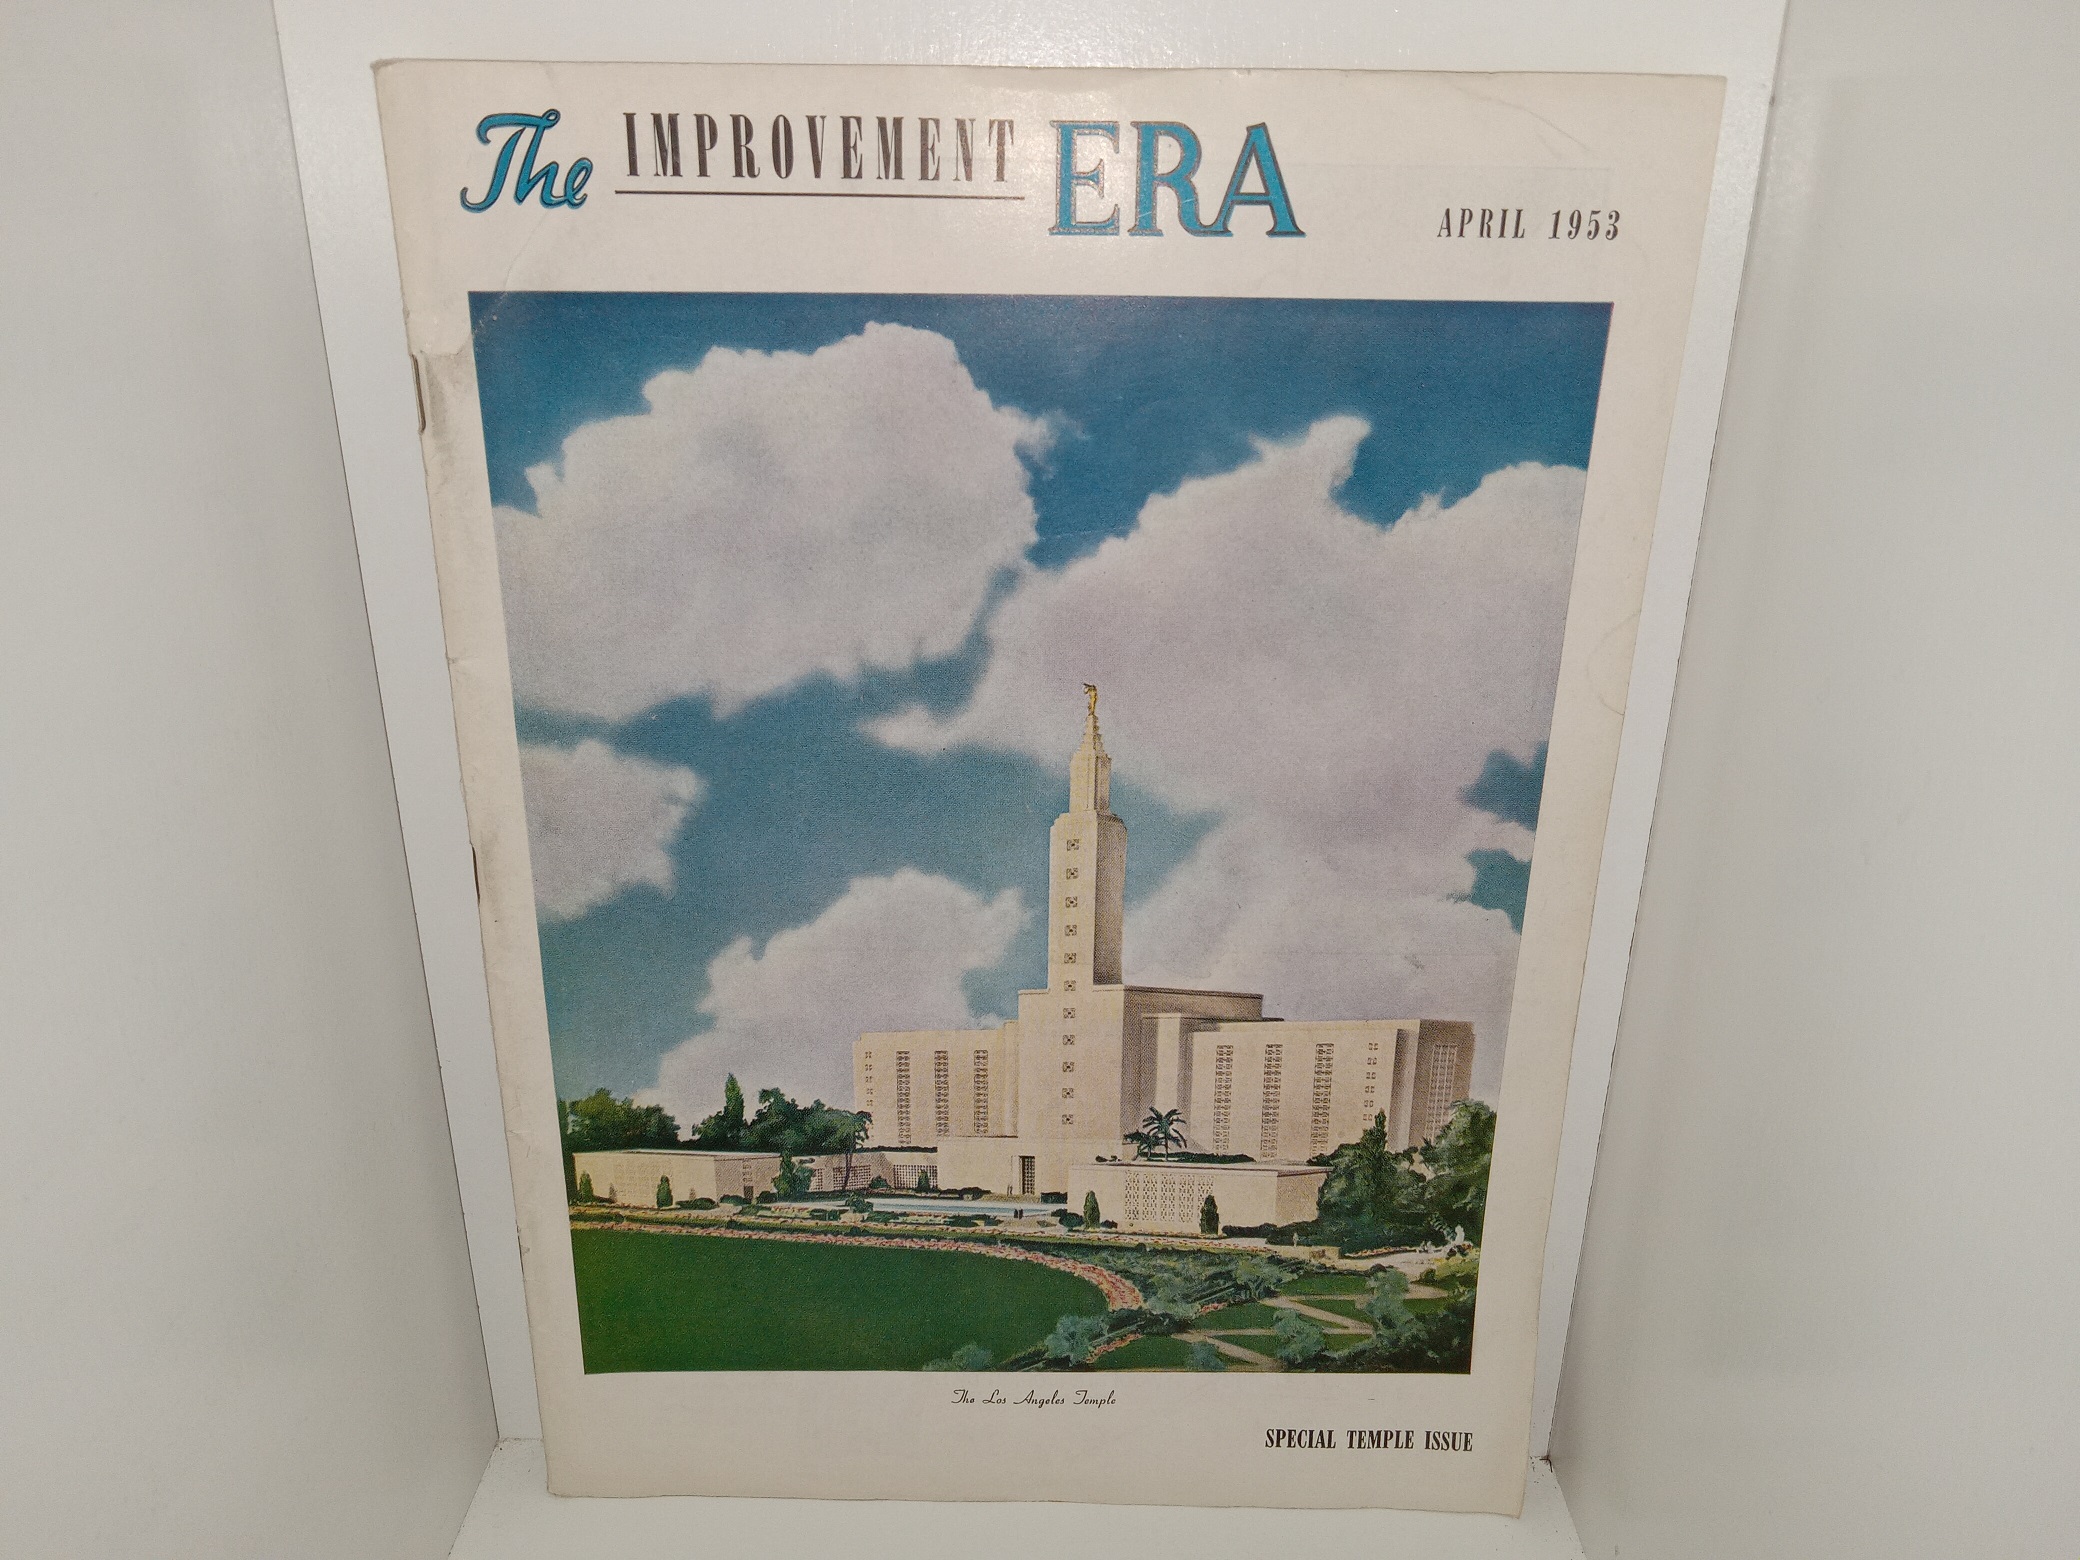 The IMPROVEMENT ERA
APRIL 1953
The Los Angeles Temple
SPECIAL TEMPLE ISSUE